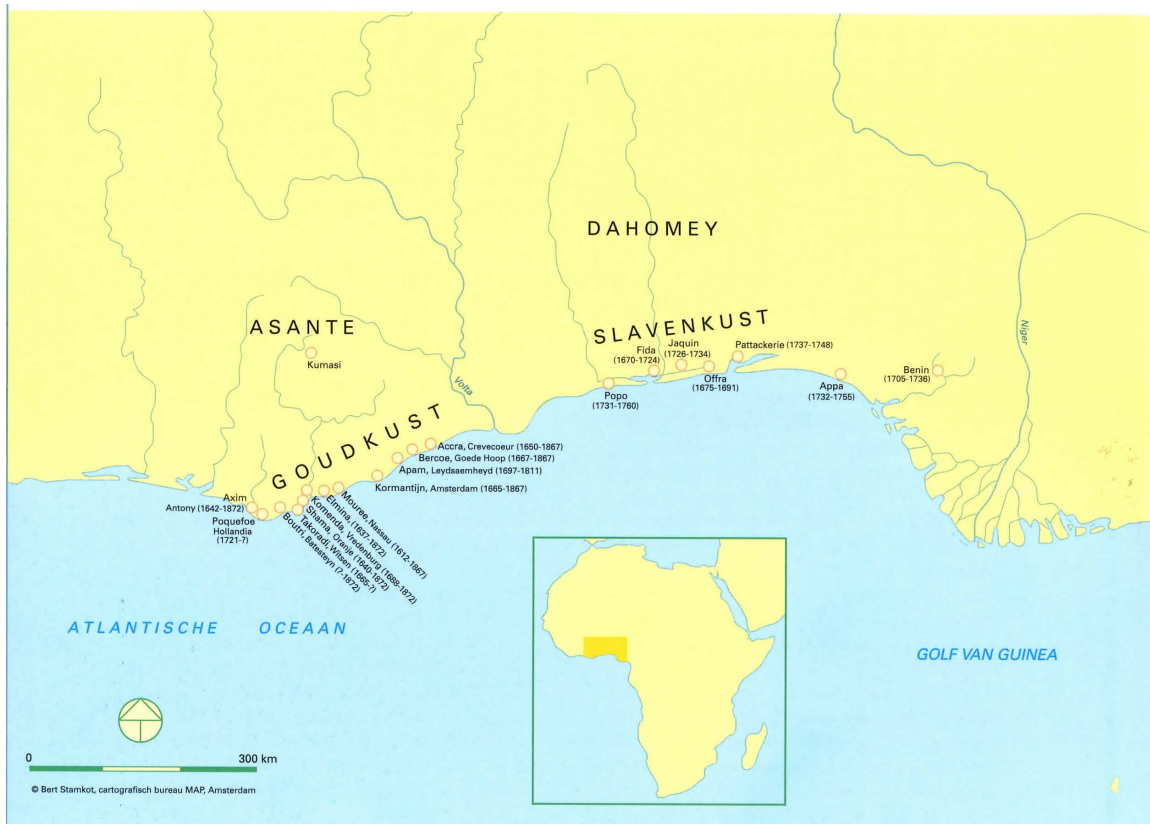 DAHOMEY
ASANTE
Kumasi
SLAVENKUST
Fida
(1670-1724)
Jaquin
(1726-1734)
Pattackerie (1737-1748)
Popo
(1731-1760)
Offra
(1675-1691)
Appa
(1732-1755)
Benin
(1705-1736)
Niger
Volta
GOUDKUST
Accra, Crevecoeur (1650-1867)
Bercoe, Goede Hoop (1667-1867)
Apam, Leydsaemheyd (1697-1811)
Kormantijn, Amsterdam (1665-1867)
Mouree, Nassau (1612-1867)
Elmina, (1637-1872)
Komenda, Vredenburg (1688-1872)
Shama, Oranje (1640-1872)
Takoradi, Witsen (1665-?)
Boutri, Batesteyn (?-1872)
Axim
Antony (1642-1872)
Poquefoe
Hollandia
(1721-?)
ATLANTISCHE OCEAAN
GOLF VAN GUINEA
0 300 km
© Bert Stamkot, cartografisch bureau MAP, Amsterdam